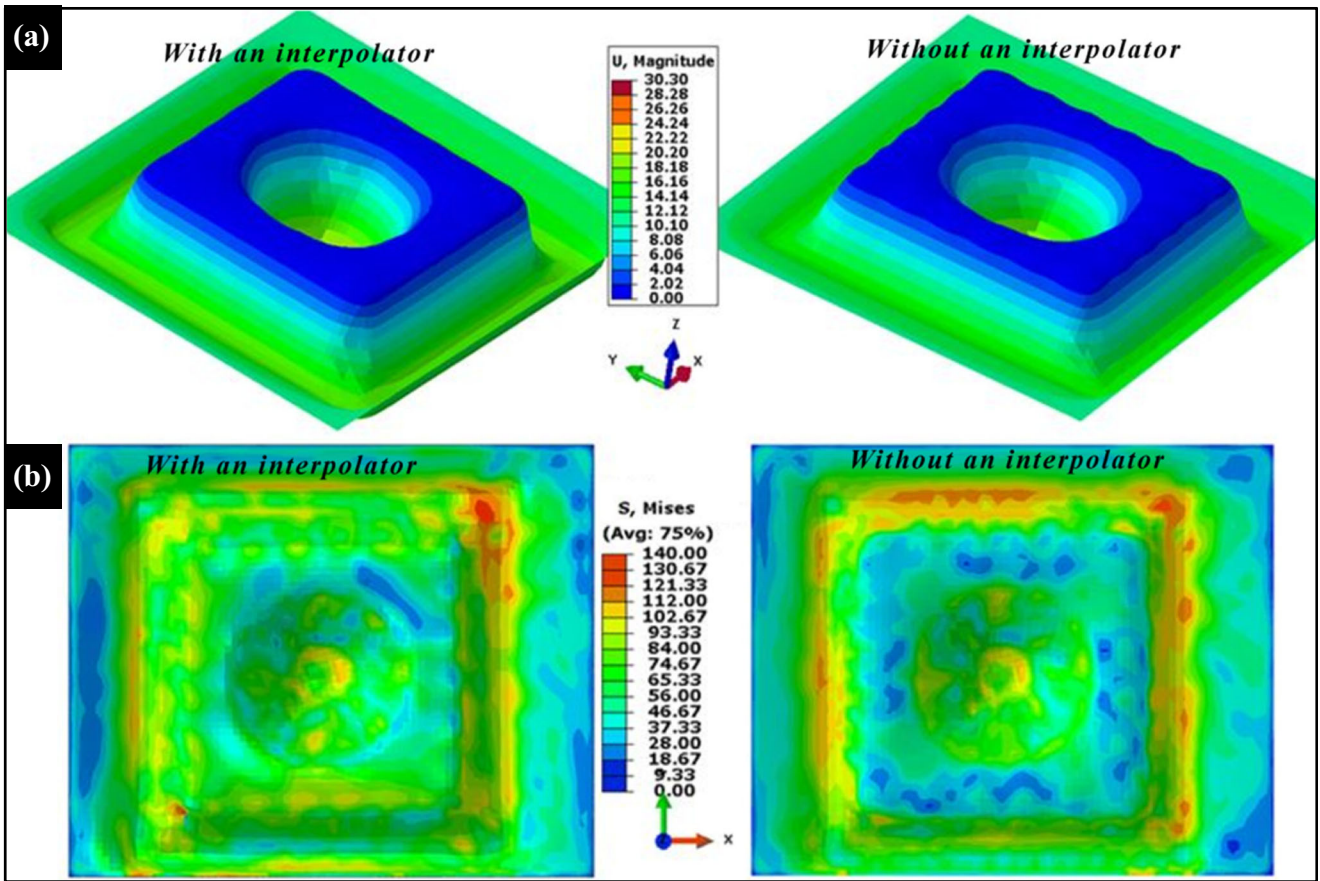 (a)
With an interpolator
Without an interpolator
U, Magnitude
30.30
28.28
26.26
24.24
22.22
20.20
18.18
16.16
14.14
12.12
10.10
8.08
6.06
4.04
2.02
0.00
Z
Y
X
(b)
With an interpolator
Without an interpolator
S, Mises
(Avg: 75%)
140.00
130.67
121.33
112.00
102.67
93.33
84.00
74.67
65.33
56.00
46.67
37.33
28.00
18.67
9.33
0.00
X